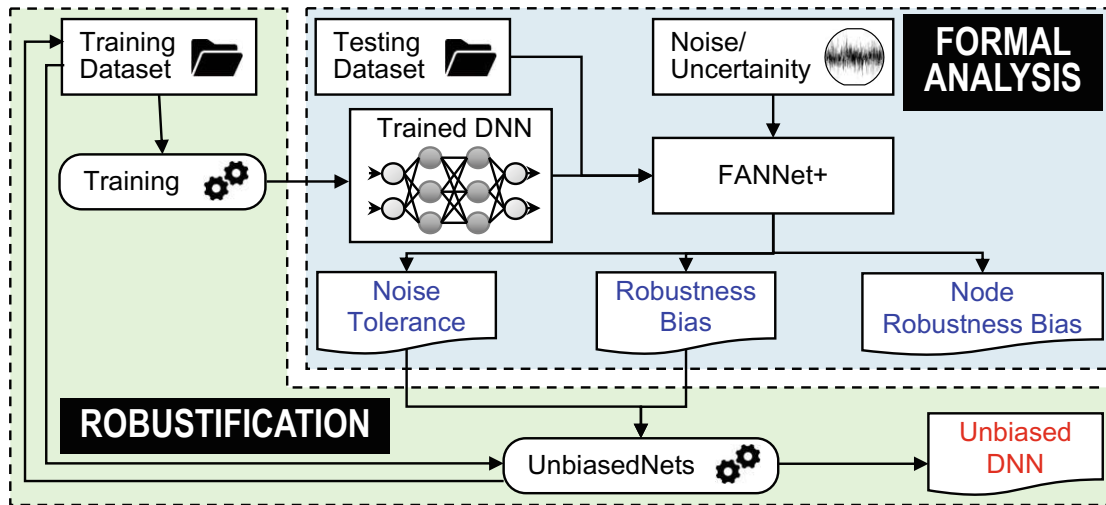 Training
Dataset
Testing
Dataset
Noise/
Uncertainity
FORMAL
ANALYSIS
Trained DNN
Training
FANNet+
Noise
Tolerance
Robustness
Bias
Node
Robustness Bias
ROBUSTIFICATION
UnbiasedNets
Unbiased
DNN